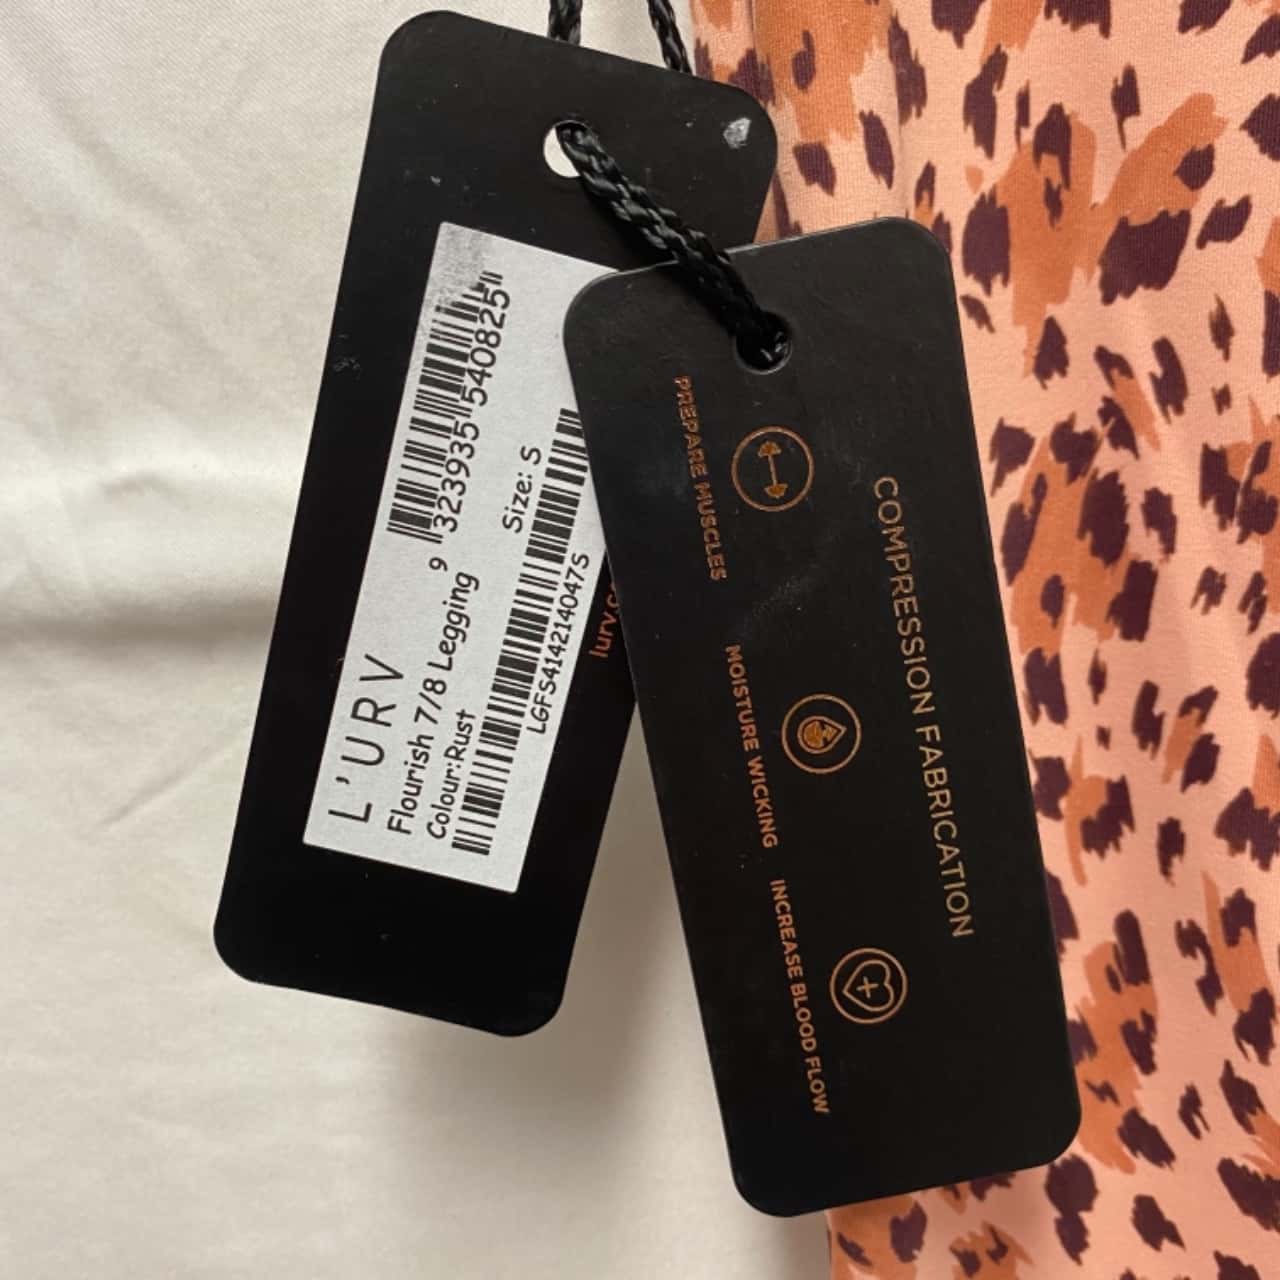 L'URV
Flourish 7/8 Legging
Colour:Rust
Size: S
9 323935 540825
LGFS414214047S
lurv.c
COMPRESSION FABRICATION
PREPARE MUSCLES
MOISTURE WICKING
INCREASE BLOOD FLOW